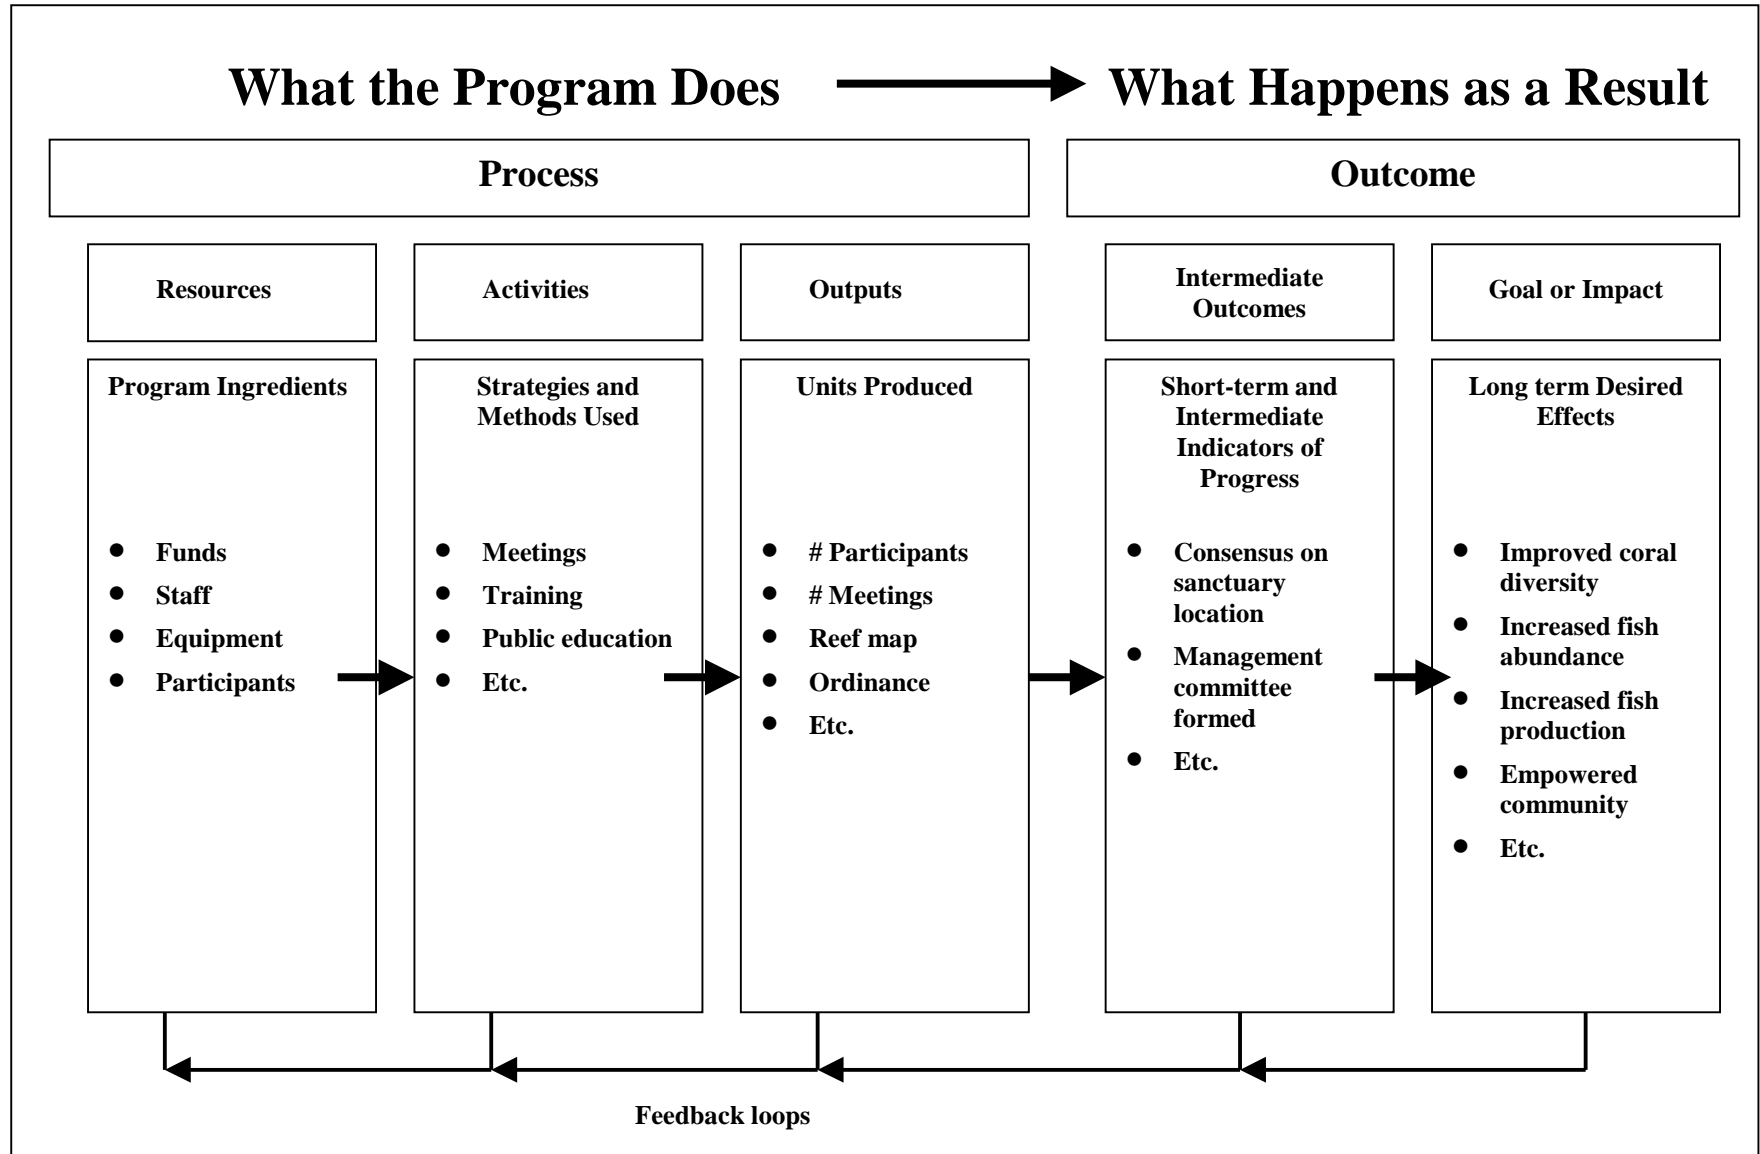 What the Program Does
What Happens as a Result
Process
Outcome
Resources
Activities
Outputs
Intermediate
Outcomes
Goal or Impact
Program Ingredients
● Funds
● Staff
● Equipment
● Participants
Strategies and
Methods Used
● Meetings
● Training
● Public education
● Etc.
Units Produced
● # Participants
● # Meetings
● Reef map
● Ordinance
● Etc.
Short-term and
Intermediate
Indicators of
Progress
● Consensus on
sanctuary
location
● Management
committee
formed
● Etc.
Long term Desired
Effects
● Improved coral
diversity
● Increased fish
abundance
● Increased fish
production
● Empowered
community
● Etc.
Feedback loops